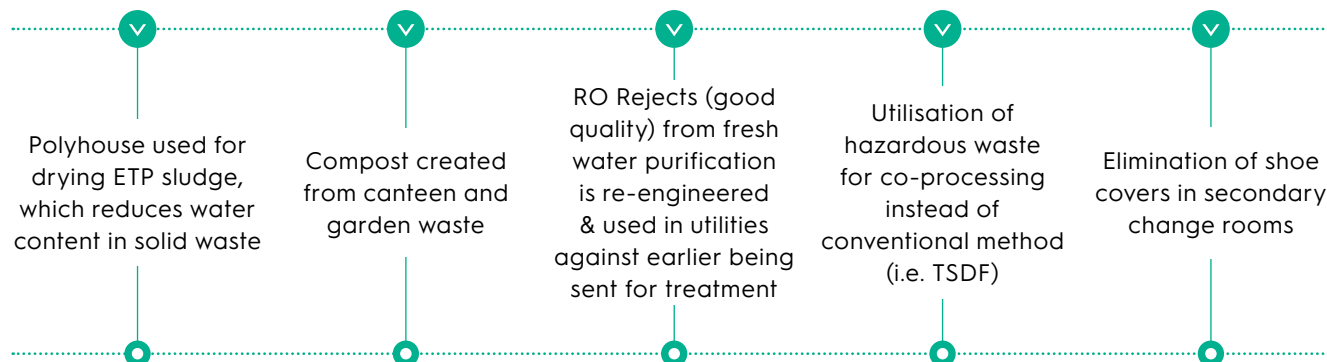 Polyhouse used for
drying ETP sludge,
which reduces water
content in solid waste
Compost created
from canteen and
garden waste
RO Rejects (good
quality) from fresh
water purification
is re-engineered
& used in utilities
against earlier being
sent for treatment
Utilisation of
hazardous waste
for co-processing
instead of
conventional method
(i.e. TSDF)
Elimination of shoe
covers in secondary
change rooms